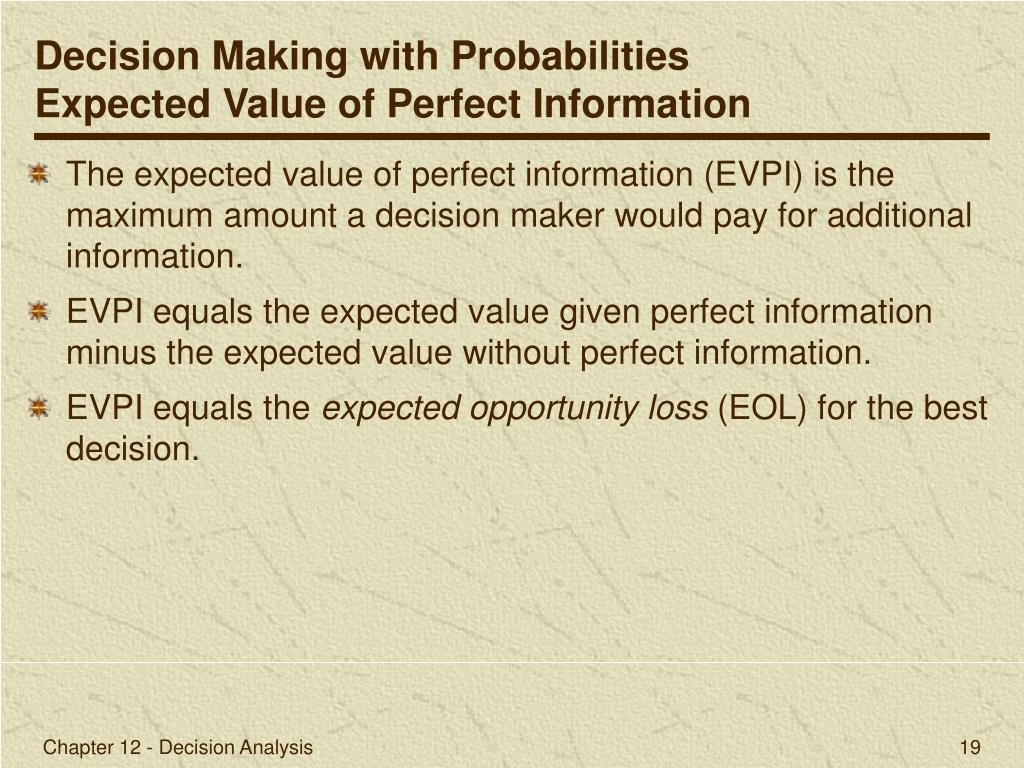 Decision Making with Probabilities
Expected Value of Perfect Information
The expected value of perfect information (EVPI) is the
maximum amount a decision maker would pay for additional
information.
EVPI equals the expected value given perfect information
minus the expected value without perfect information.
EVPI equals the expected opportunity loss (EOL) for the best
decision.
Chapter 12 - Decision Analysis
19